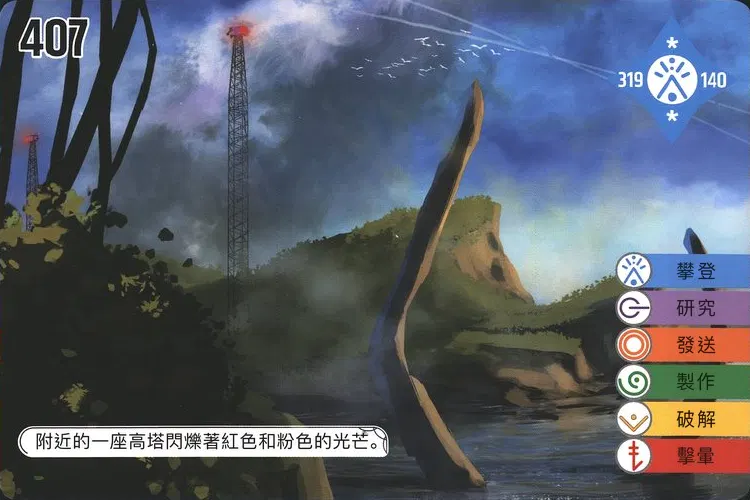 407
*
319 140
*
攀登
研究
發送
製作
破解
擊暈
附近的一座高塔閃爍著紅色和粉色的光芒。